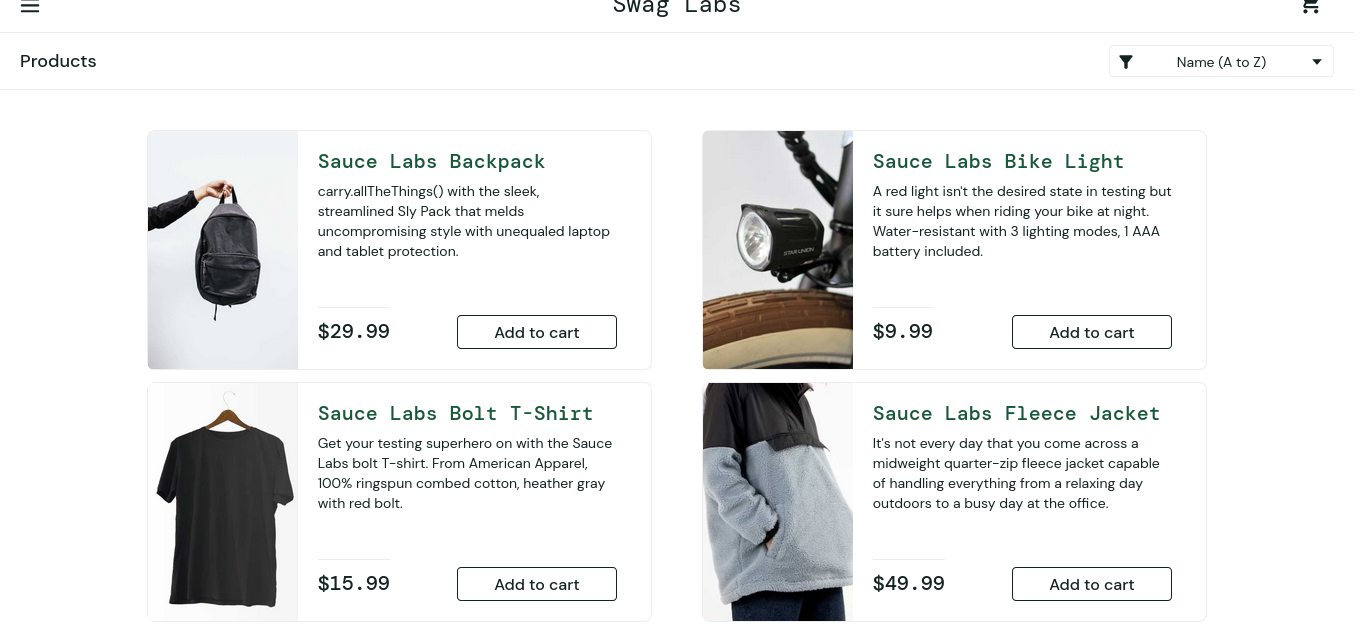 Swag Labs
Products
Name (A to Z)
Sauce Labs Backpack
carry.allTheThings() with the sleek,
streamlined Sly Pack that melds
uncompromising style with unequaled laptop
and tablet protection.
$29.99
Add to cart
Sauce Labs Bike Light
A red light isn't the desired state in testing but
it sure helps when riding your bike at night.
Water-resistant with 3 lighting modes, 1 AAA
battery included.
STAR UNION
$9.99
Add to cart
Sauce Labs Bolt T-Shirt
Get your testing superhero on with the Sauce
Labs bolt T-shirt. From American Apparel,
100% ringspun combed cotton, heather gray
with red bolt.
$15.99
Add to cart
Sauce Labs Fleece Jacket
It's not every day that you come across a
midweight quarter-zip fleece jacket capable
of handling everything from a relaxing day
outdoors to a busy day at the office.
$49.99
Add to cart